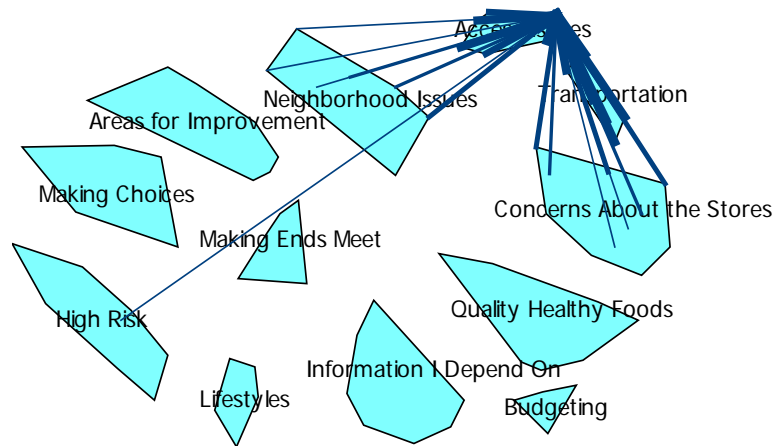 Access Issues
Transportation
Neighborhood Issues
Areas for Improvement
Making Choices
Concerns About the Stores
Making Ends Meet
Quality Healthy Foods
High Risk
Information I Depend On
Lifestyles
Budgeting